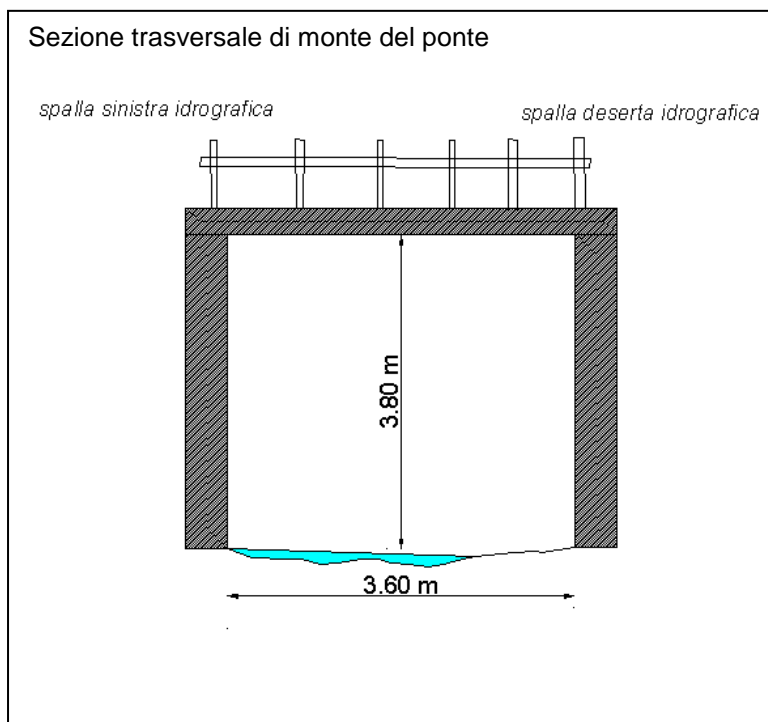 Sezione trasversale di monte del ponte
spalla sinistra idrografica
spalla deserta idrografica
3.80 m
3.60 m